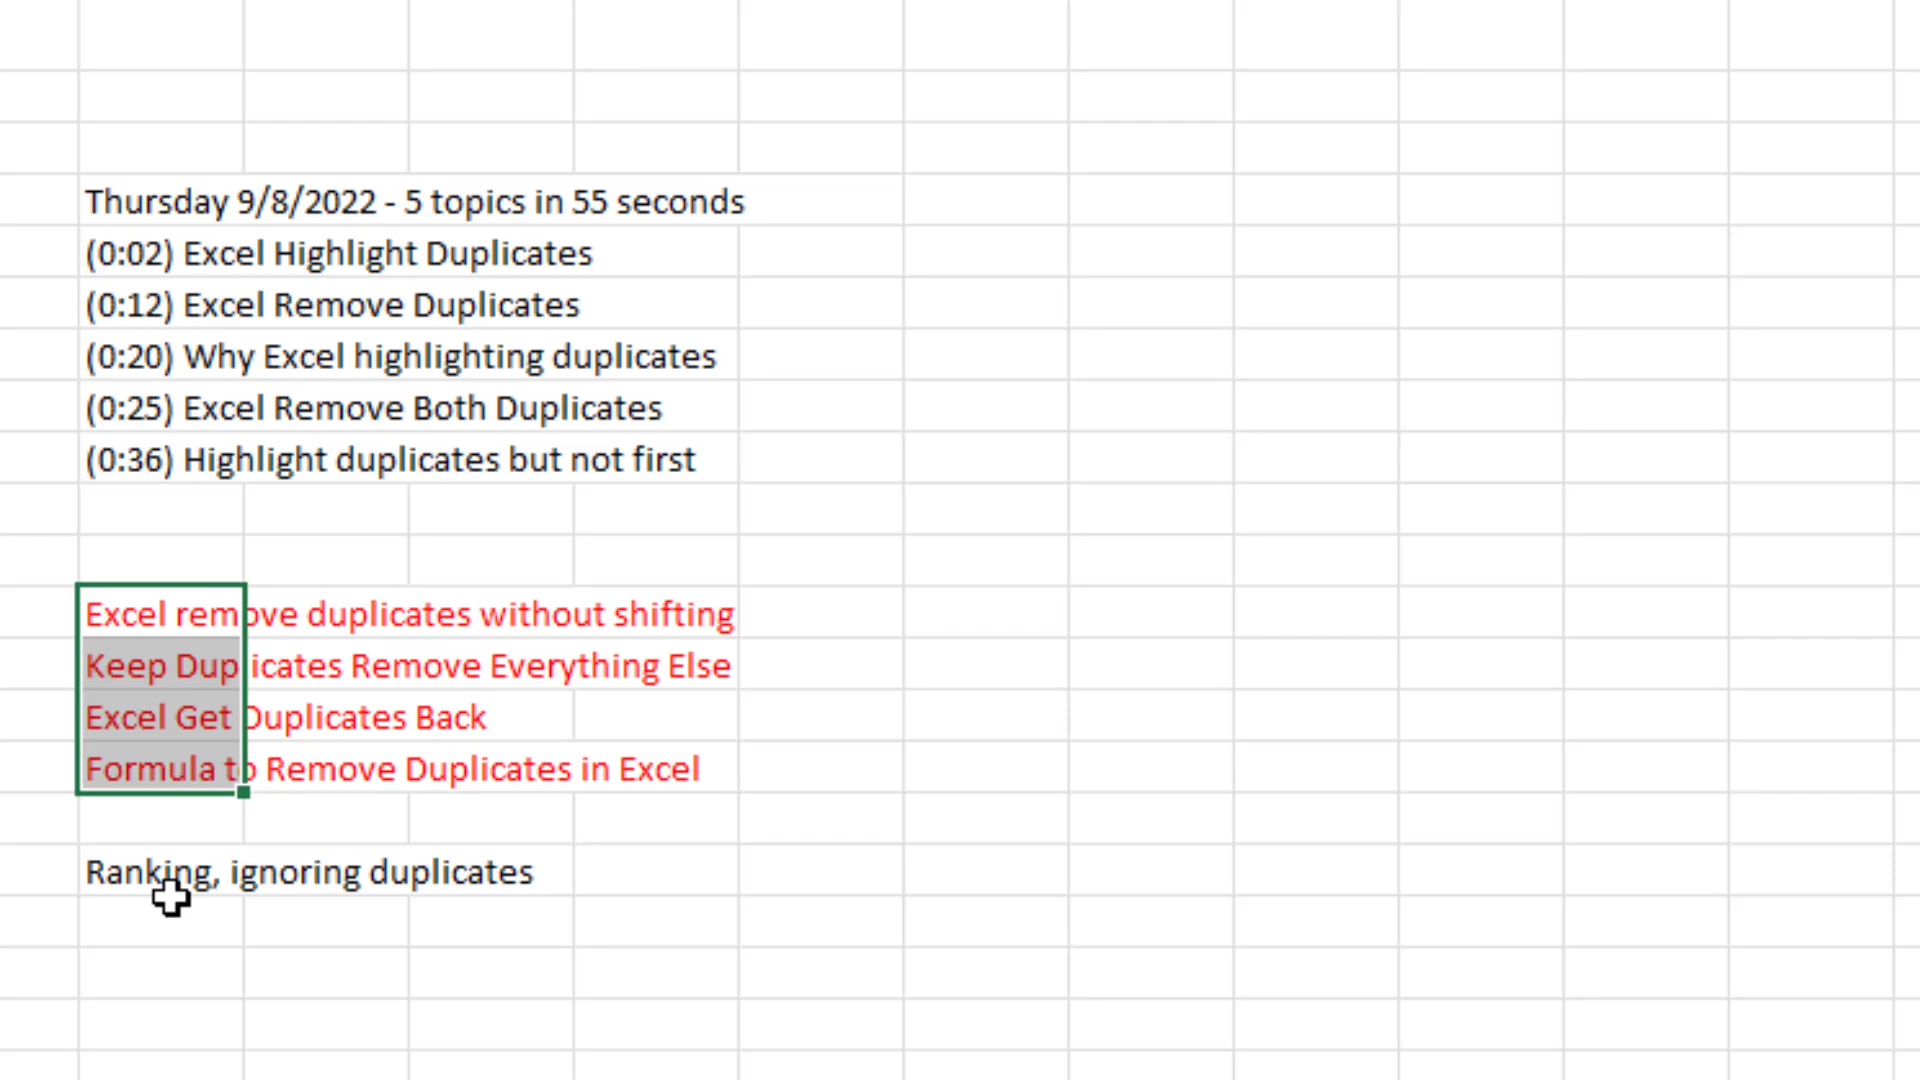 Thursday 9/8/2022 - 5 topics in 55 seconds
(0:02) Excel Highlight Duplicates
(0:12) Excel Remove Duplicates
(0:20) Why Excel highlighting duplicates
(0:25) Excel Remove Both Duplicates
(0:36) Highlight duplicates but not first
Excel remove duplicates without shifting
Keep Duplicates Remove Everything Else
Excel Get Duplicates Back
Formula to Remove Duplicates in Excel
Ranking, ignoring duplicates